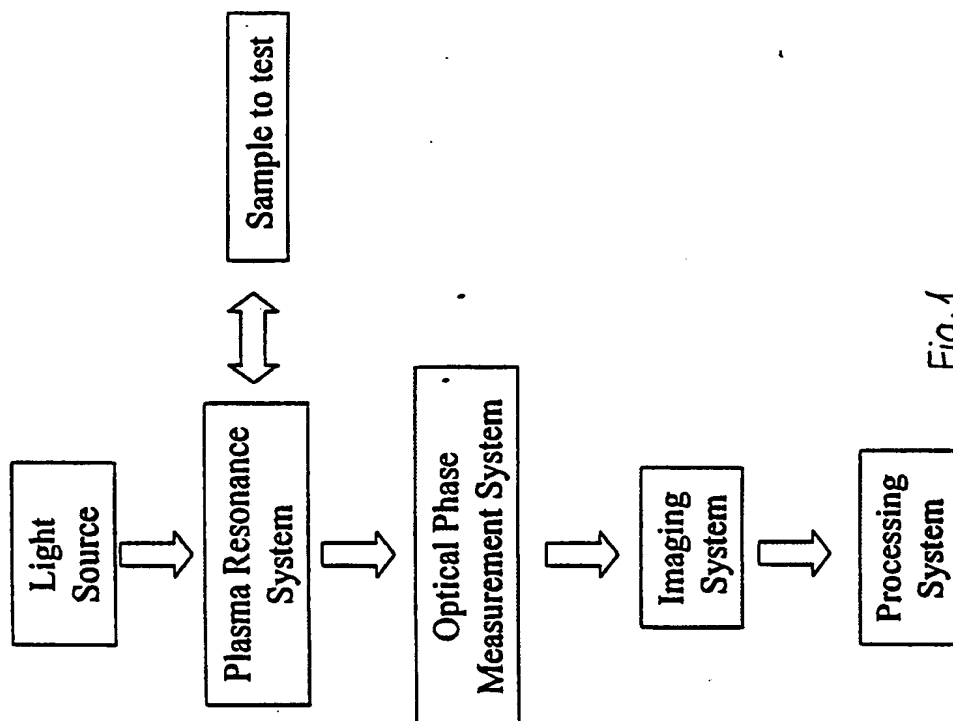 Light
Source
Plasma Resonance
System
Sample to test
Optical Phase
Measurement System
Imaging
System
Processing
System
Fig. 1